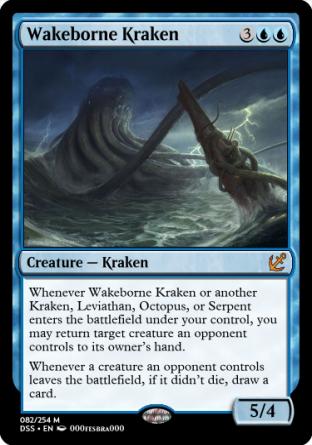 Wakeborne Kraken 3
Creature — Kraken
Whenever Wakeborne Kraken or another
Kraken, Leviathan, Octopus, or Serpent
enters the battlefield under your control, you
may return target creature an opponent
controls to its owner's hand.
Whenever a creature an opponent controls
leaves the battlefield, if it didn't die, draw a
card.
5/4
082/254 M
DSS • EN 000FESBRA000